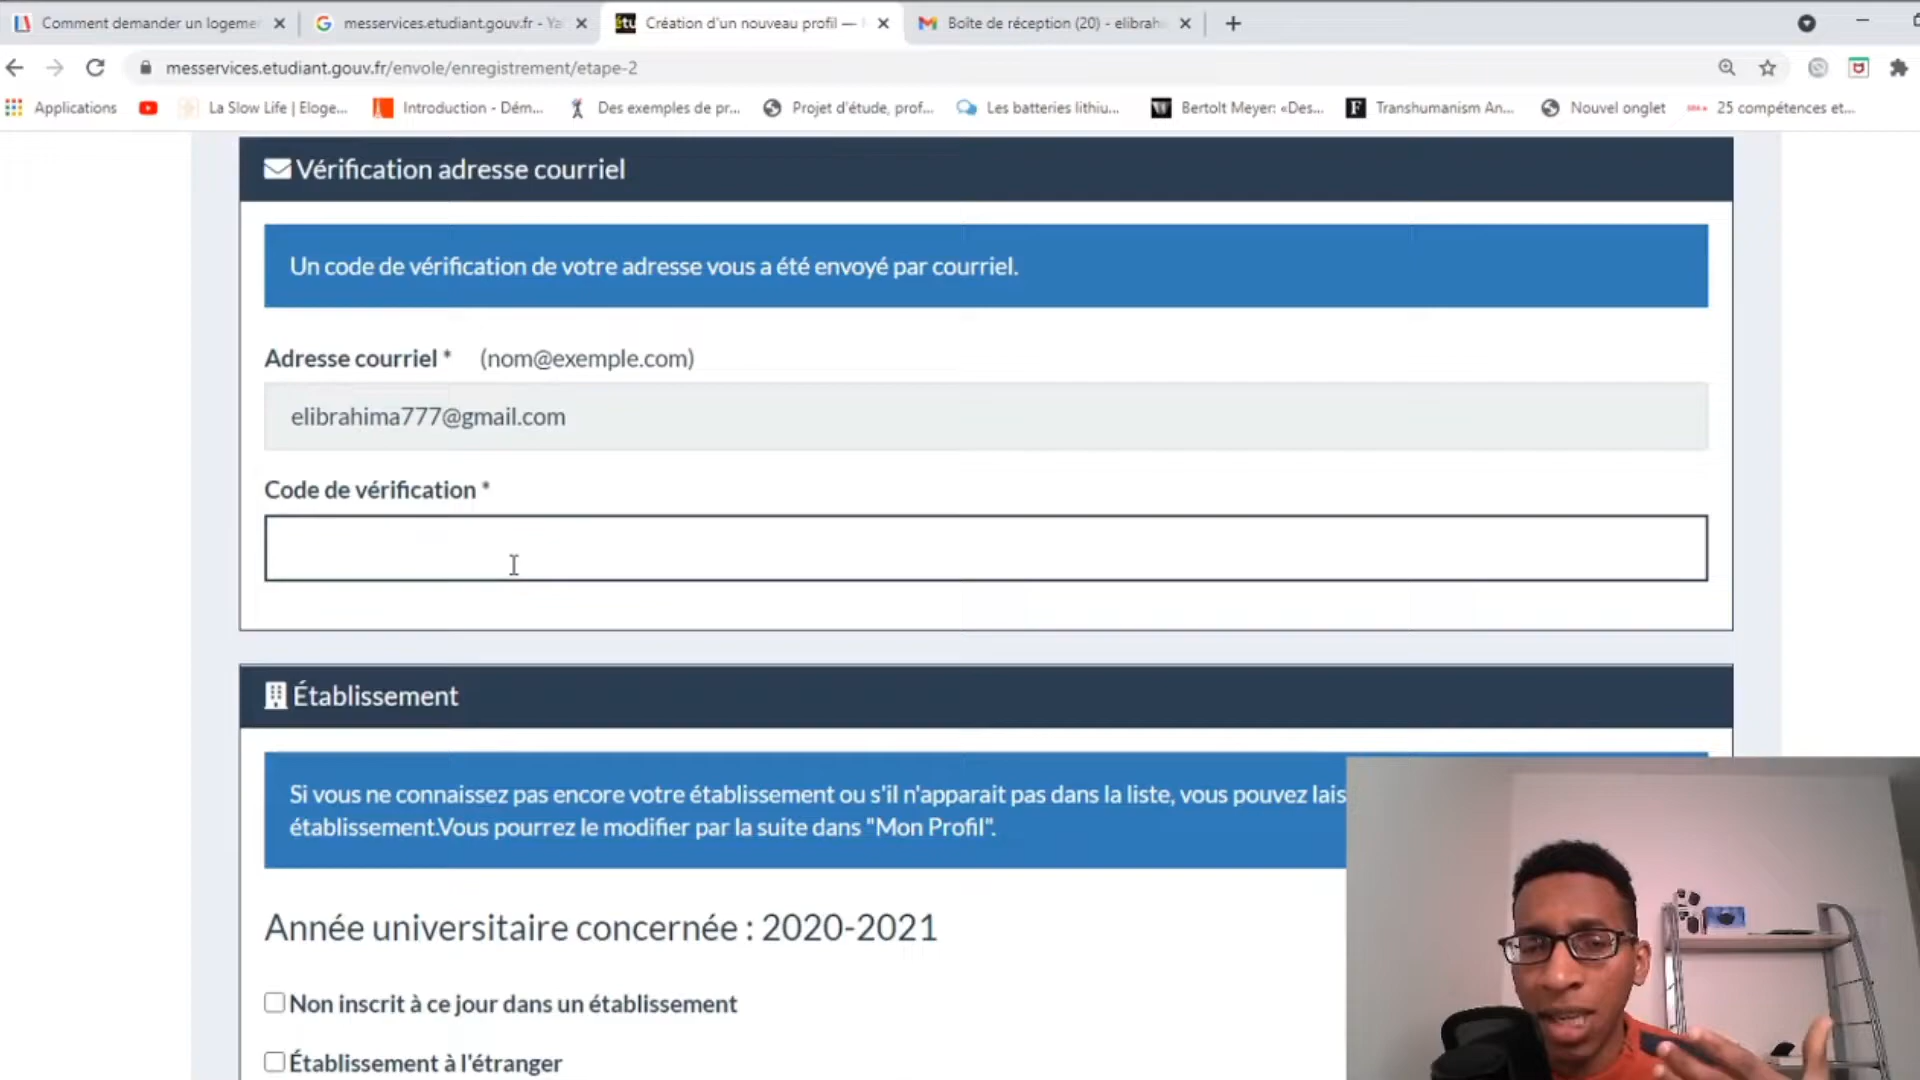 Comment demander un logeme
messervices.etudiant.gouv.fr - Ya
étu
Création d'un nouveau profil —
Boîte de réception (20) - elibrah
messervices.etudiant.gouv.fr/envole/enregistrement/etape-2
Applications
La Slow Life | Eloge...
Introduction - Dém...
Des exemples de pr...
Projet d'étude, prof...
Les batteries lithiu...
Bertolt Meyer: «Des...
Transhumanism An...
Nouvel onglet
25 compétences et...
Vérification adresse courriel
Un code de vérification de votre adresse vous a été envoyé par courriel.
Adresse courriel * (nom@exemple.com)
elibrahima777@gmail.com
Code de vérification *
Établissement
Si vous ne connaissez pas encore votre établissement ou s'il n'apparait pas dans la liste, vous pouvez lais
établissement.Vous pourrez le modifier par la suite dans "Mon Profil".
Année universitaire concernée : 2020-2021
Non inscrit à ce jour dans un établissement
Établissement à l'étranger